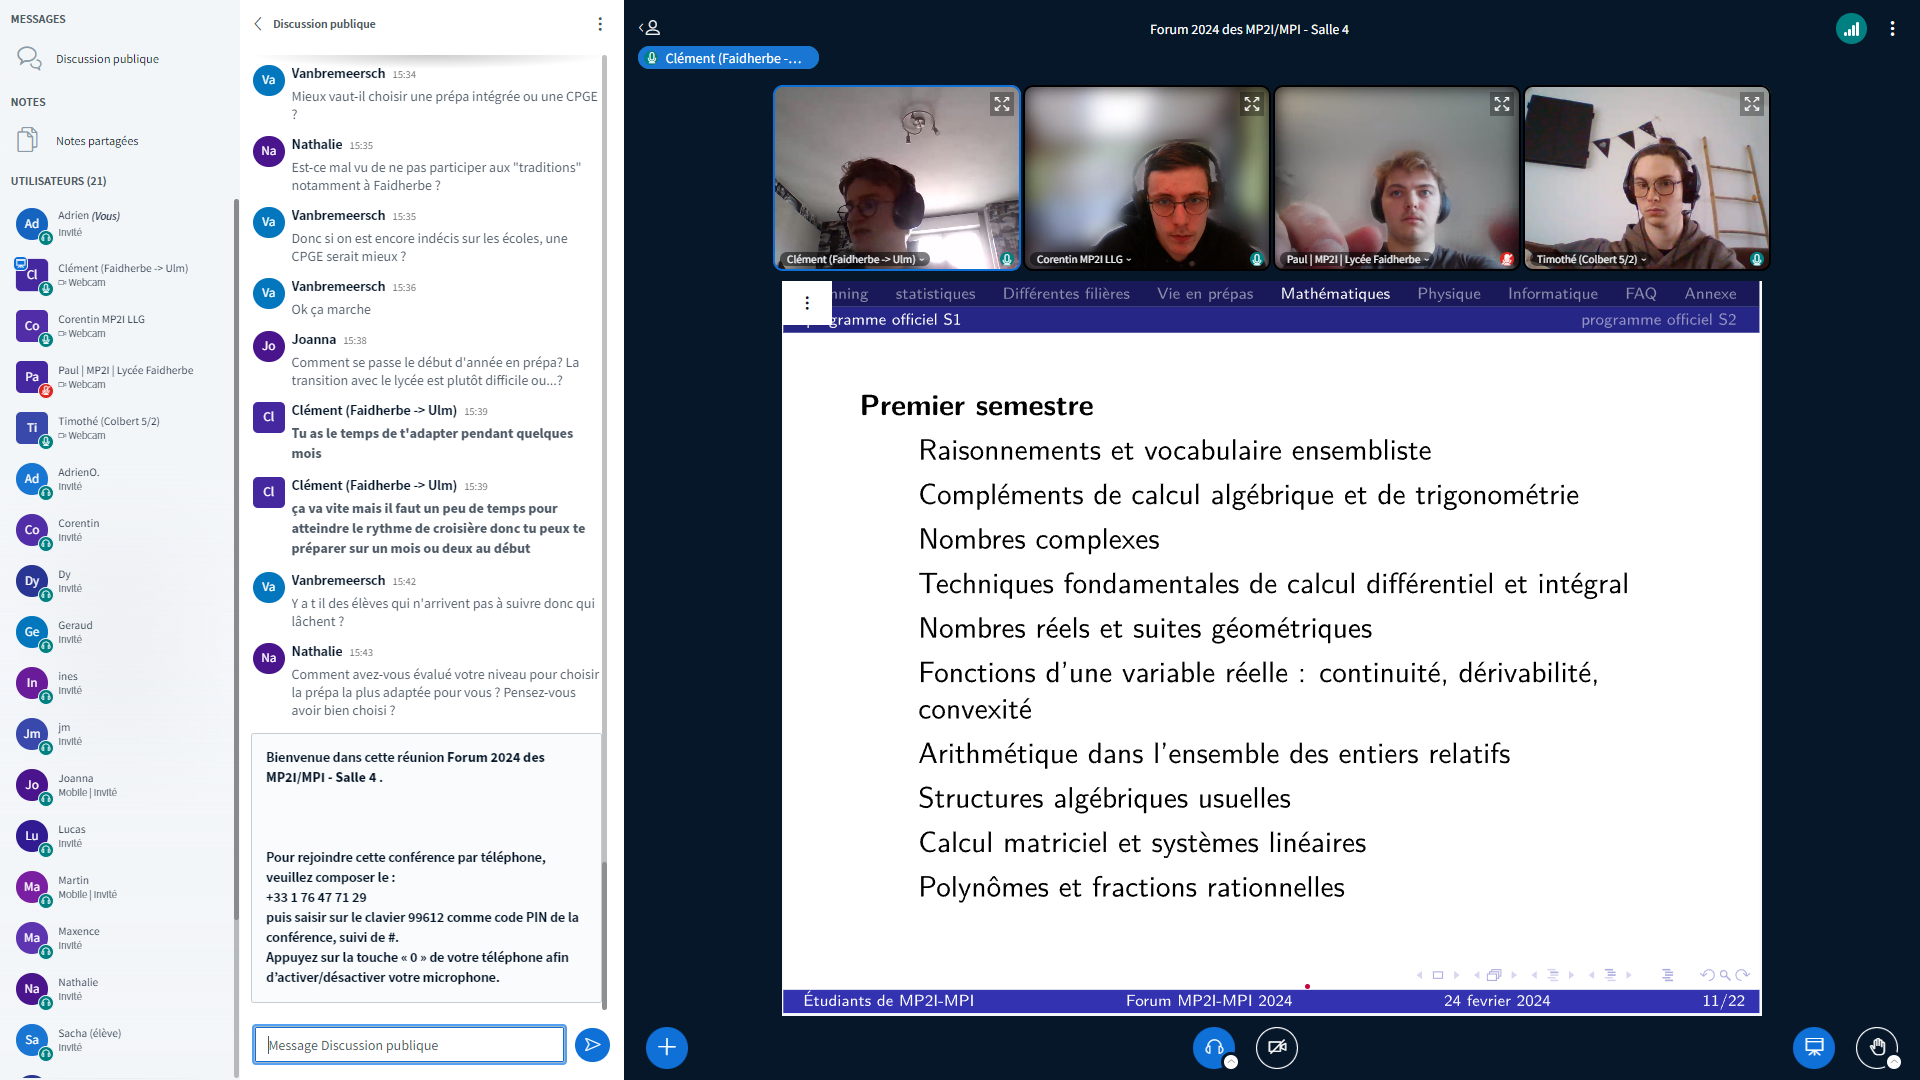 MESSAGES
Discussion publique
NOTES
Notes partagées
UTILISATEURS (21)
Ad
Adrien (Vous)
Invité
Cl
Clément (Faidherbe -> Ulm)
Webcam
Co
Corentin MP2I LLG
Webcam
Pa
Paul | MP2I | Lycée Faidherbe
Webcam
Ti
Timothé (Colbert 5/2)
Webcam
Ad
AdrienO.
Invité
Co
Corentin
Invité
Dy
Dy
Invité
Ge
Geraud
Invité
In
ines
Invité
Jm
jm
Invité
Jo
Joanna
Mobile | Invité
Lu
Lucas
Invité
Ma
Martin
Mobile | Invité
Ma
Maxence
Invité
Na
Nathalie
Invité
Sa
Sacha (élève)
Invité
Discussion publique
Va
Vanbremeersch 15:34
Mieux vaut-il choisir une prépa intégrée ou une CPGE
?
Na
Nathalie 15:35
Est-ce mal vu de ne pas participer aux "traditions"
notamment à Faidherbe ?
Va
Vanbremeersch 15:35
Donc si on est encore indécis sur les écoles, une
CPGE serait mieux ?
Va
Vanbremeersch 15:36
Ok ça marche
Jo
Joanna 15:38
Comment se passe le début d'année en prépa? La
transition avec le lycée est plutôt difficile ou...?
Cl
Clément (Faidherbe -> Ulm) 15:39
Tu as le temps de t'adapter pendant quelques
mois
Cl
Clément (Faidherbe -> Ulm) 15:39
ça va vite mais il faut un peu de temps pour
atteindre le rythme de croisière donc tu peux te
préparer sur un mois ou deux au début
Va
Vanbremeersch 15:42
Y a t il des élèves qui n'arrivent pas à suivre donc qui
lâchent ?
Na
Nathalie 15:43
Comment avez-vous évalué votre niveau pour choisir
la prépa la plus adaptée pour vous ? Pensez-vous
avoir bien choisi ?
Bienvenue dans cette réunion Forum 2024 des
MP2I/MPI - Salle 4 .
Pour rejoindre cette conférence par téléphone,
veuillez composer le :
+33 1 76 47 71 29
puis saisir sur le clavier 99612 comme code PIN de la
conférence, suivi de #.
Appuyez sur la touche « 0 » de votre téléphone afin
d'activer/désactiver votre microphone.
Message Discussion publique
Forum 2024 des MP2I/MPI - Salle 4
Clément (Faidherbe -...
Clément (Faidherbe -> Ulm)
Corentin MP2I LLG
Paul | MP2I | Lycée Faidherbe
Timothé (Colbert 5/2)
nning statistiques Différentes filières Vie en prépas Mathématiques Physique Informatique FAQ Annexe
gramme officiel S1 programme officiel S2
Premier semestre
Raisonnements et vocabulaire ensembliste
Compléments de calcul algébrique et de trigonométrie
Nombres complexes
Techniques fondamentales de calcul différentiel et intégral
Nombres réels et suites géométriques
Fonctions d'une variable réelle : continuité, dérivabilité,
convexité
Arithmétique dans l'ensemble des entiers relatifs
Structures algébriques usuelles
Calcul matriciel et systèmes linéaires
Polynômes et fractions rationnelles
Étudiants de MP2I-MPI Forum MP2I-MPI 2024 24 fevrier 2024 11/22